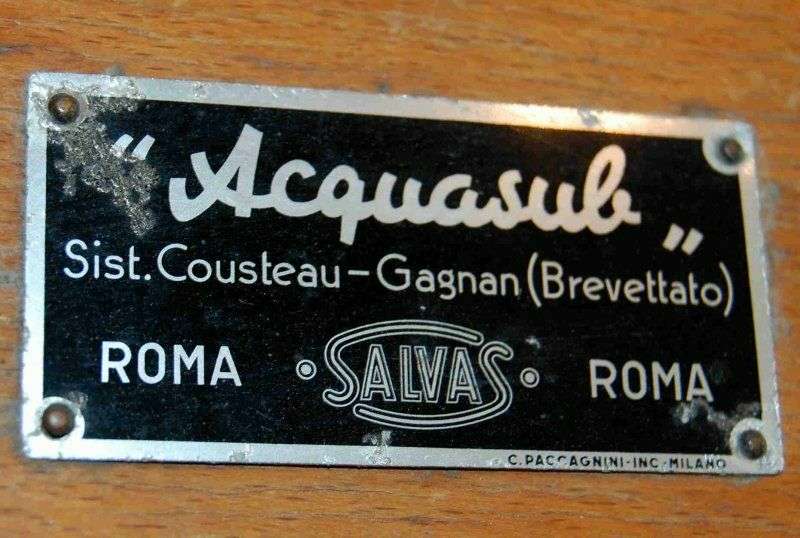 "Acquasub"
Sist. Cousteau-Gagnan (Brevettato)
ROMA • SALVAS • ROMA
C. PACCAGNINI-INC-MILANO